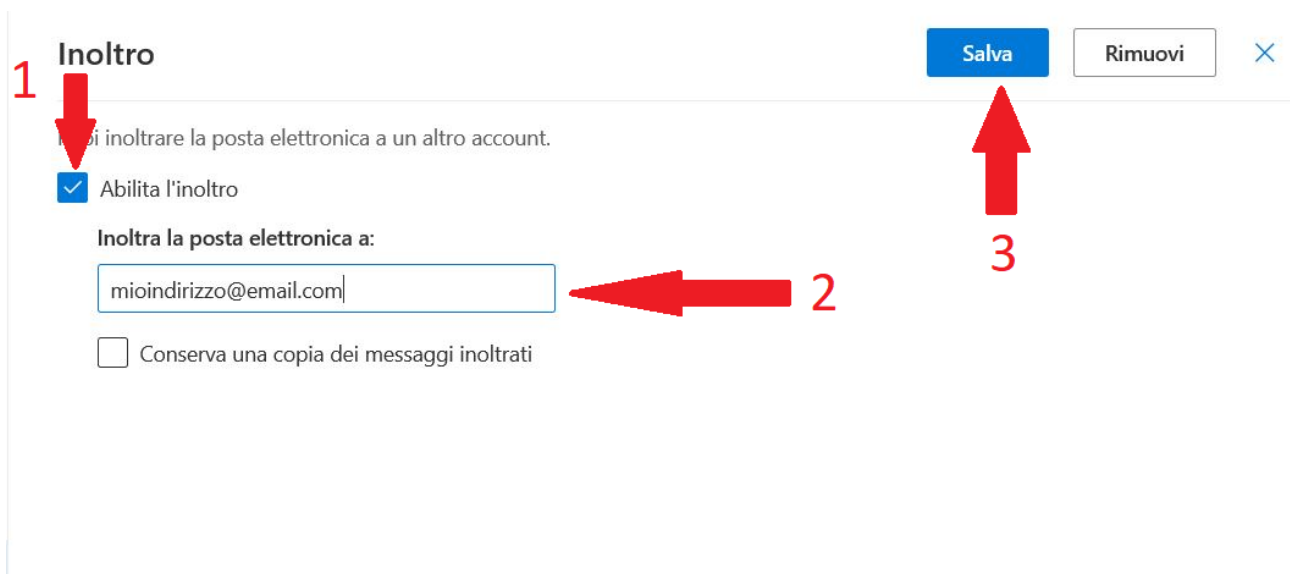 Inoltro
Salva
Rimuovi
1
inoltrare la posta elettronica a un altro account.
Abilita l'inoltro
Inoltra la posta elettronica a:
mioindirizzo@email.com
2
3
Conserva una copia dei messaggi inoltrati